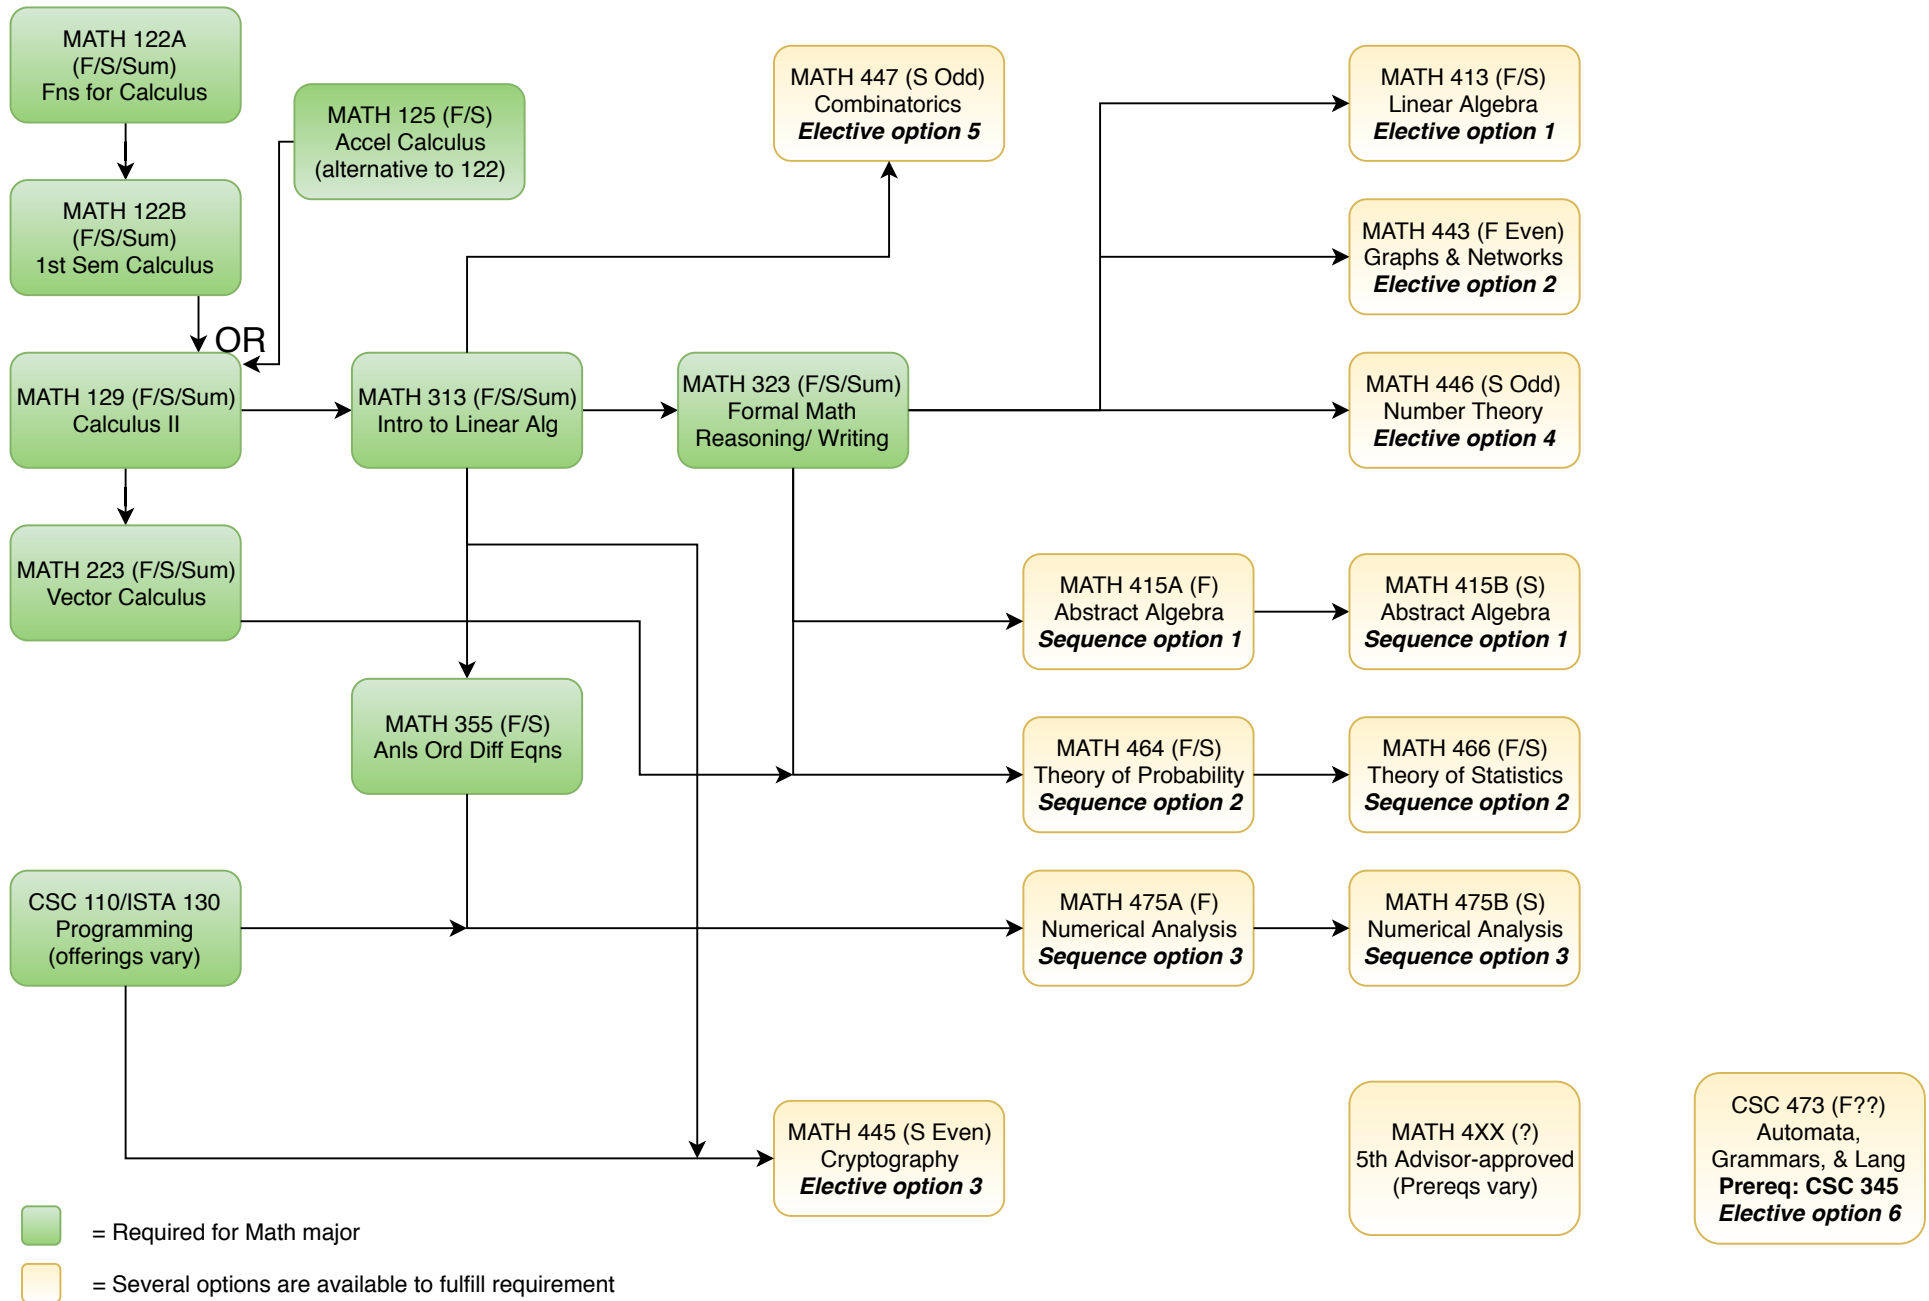 MATH 122A
(F/S/Sum)
Fns for Calculus
MATH 125 (F/S)
Accel Calculus
(alternative to 122)
MATH 447 (S Odd)
Combinatorics
Elective option 5
MATH 413 (F/S)
Linear Algebra
Elective option 1
MATH 122B
(F/S/Sum)
1st Sem Calculus
MATH 443 (F Even)
Graphs & Networks
Elective option 2
OR
MATH 129 (F/S/Sum)
Calculus II
MATH 313 (F/S/Sum)
Intro to Linear Alg
MATH 323 (F/S/Sum)
Formal Math
Reasoning/ Writing
MATH 446 (S Odd)
Number Theory
Elective option 4
MATH 223 (F/S/Sum)
Vector Calculus
MATH 415A (F)
Abstract Algebra
Sequence option 1
MATH 415B (S)
Abstract Algebra
Sequence option 1
MATH 355 (F/S)
Anls Ord Diff Eqns
MATH 464 (F/S)
Theory of Probability
Sequence option 2
MATH 466 (F/S)
Theory of Statistics
Sequence option 2
CSC 110/ISTA 130
Programming
(offerings vary)
MATH 475A (F)
Numerical Analysis
Sequence option 3
MATH 475B (S)
Numerical Analysis
Sequence option 3
MATH 445 (S Even)
Cryptography
Elective option 3
MATH 4XX (?)
5th Advisor-approved
(Prereqs vary)
CSC 473 (F??)
Automata,
Grammars, & Lang
Prereq: CSC 345
Elective option 6
= Required for Math major
= Several options are available to fulfill requirement